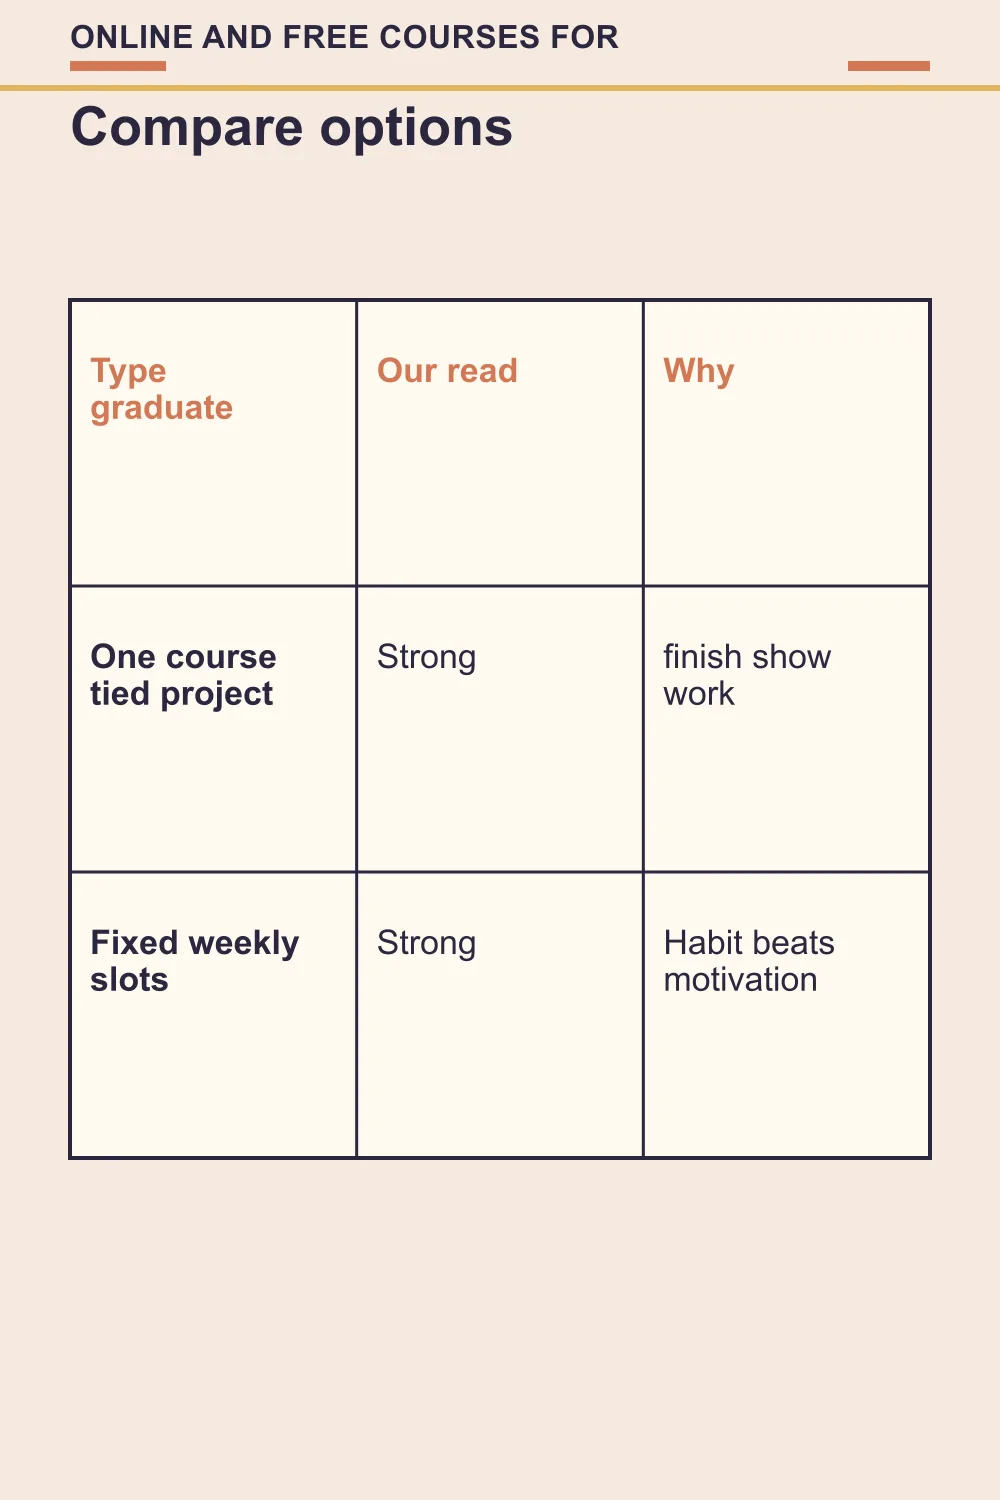 ONLINE AND FREE COURSES FOR
Compare options
Type
graduate
Our read
Why
One course
tied project
Strong
finish show
work
Fixed weekly
slots
Strong
Habit beats
motivation